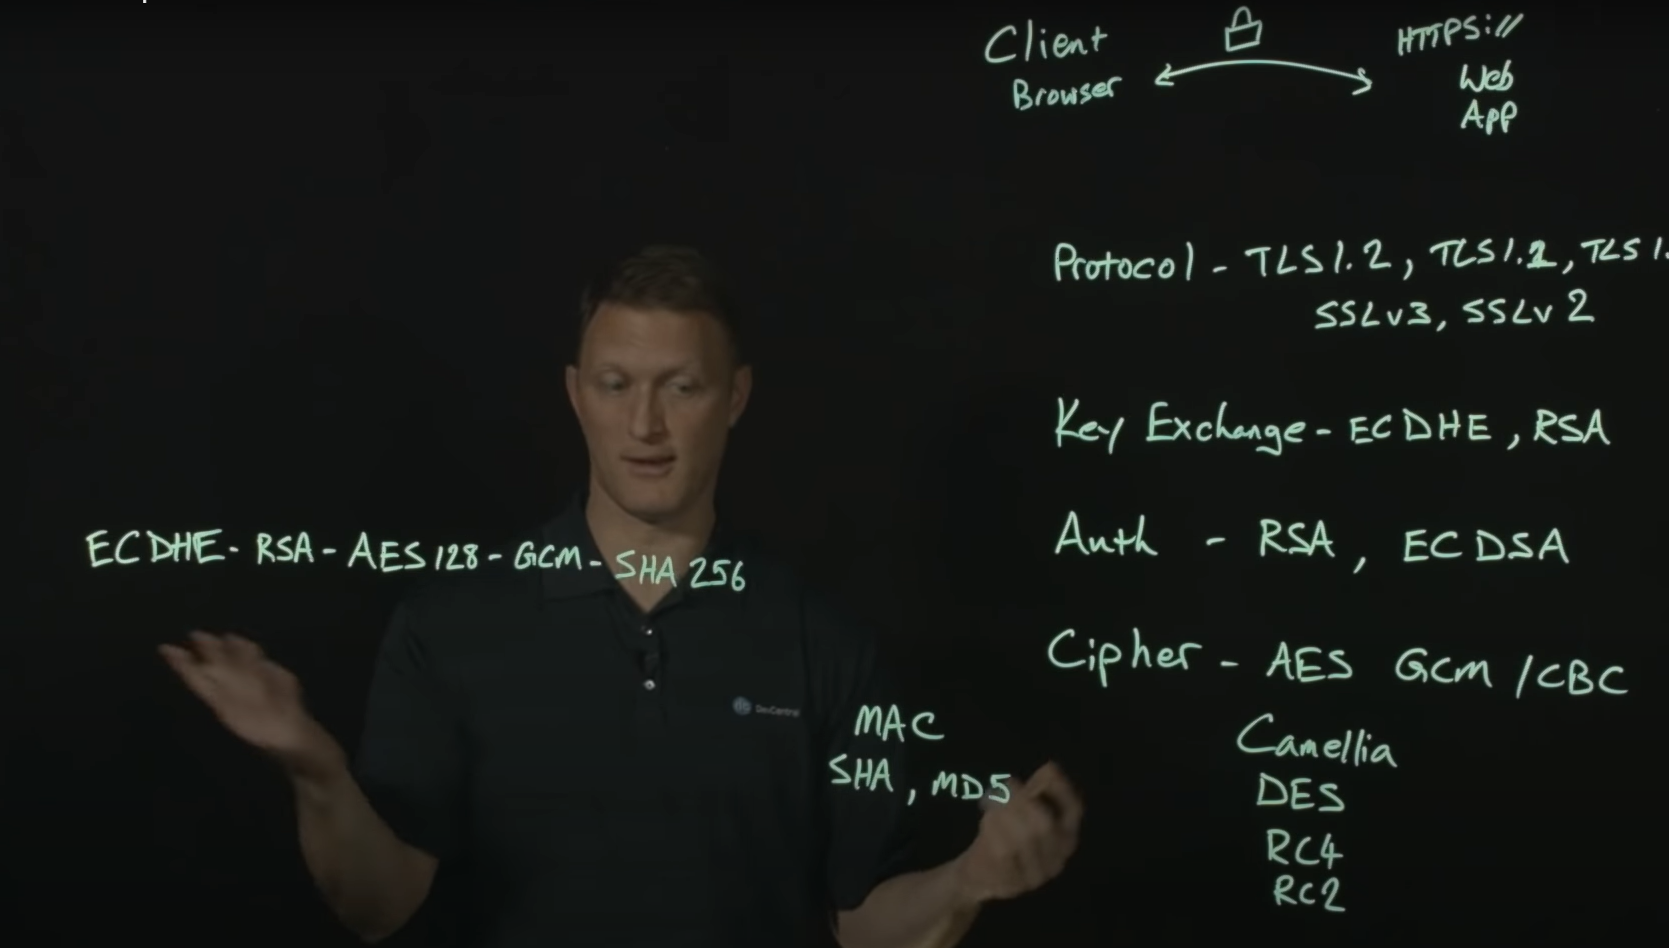 Client
Browser
HTTPS://
Web
App
Protocol - TLS1.2, TLS1.1, TLS1.
SSLv3, SSLv2
Key Exchange - ECDHE, RSA
ECDHE-RSA-AES128-GCM-SHA256
Auth - RSA, ECDSA
Cipher - AES GCM/CBC
Camellia
DES
RC4
RC2
DevCentral
MAC
SHA, MD5